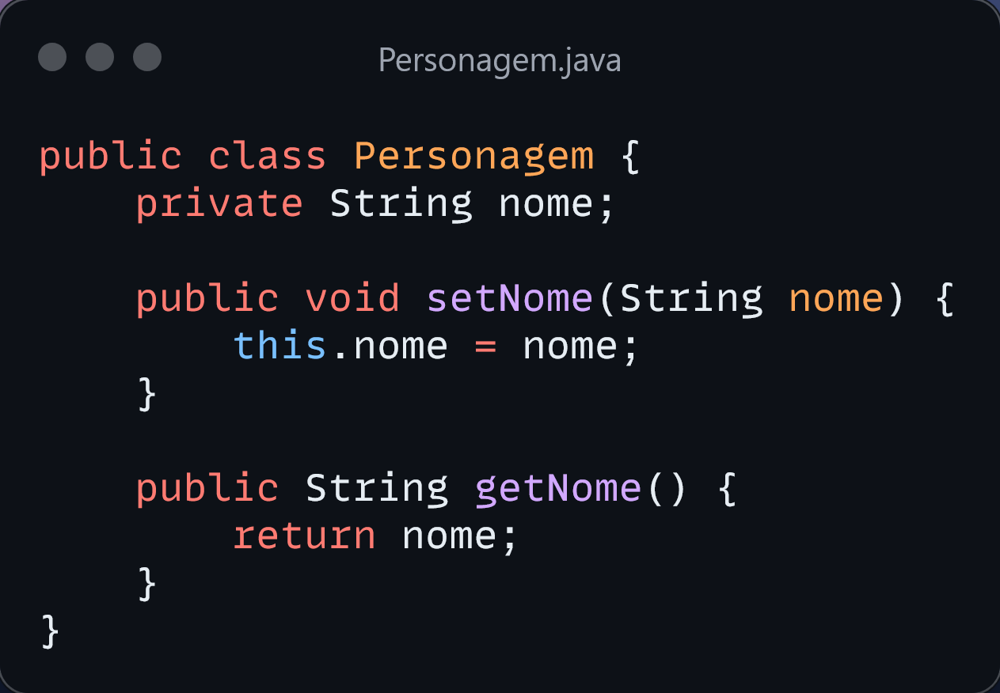 Personagem.java
public class Personagem {
    private String nome;
    public void setNome(String nome) {
        this.nome = nome;
    }
    public String getNome() {
        return nome;
    }
}